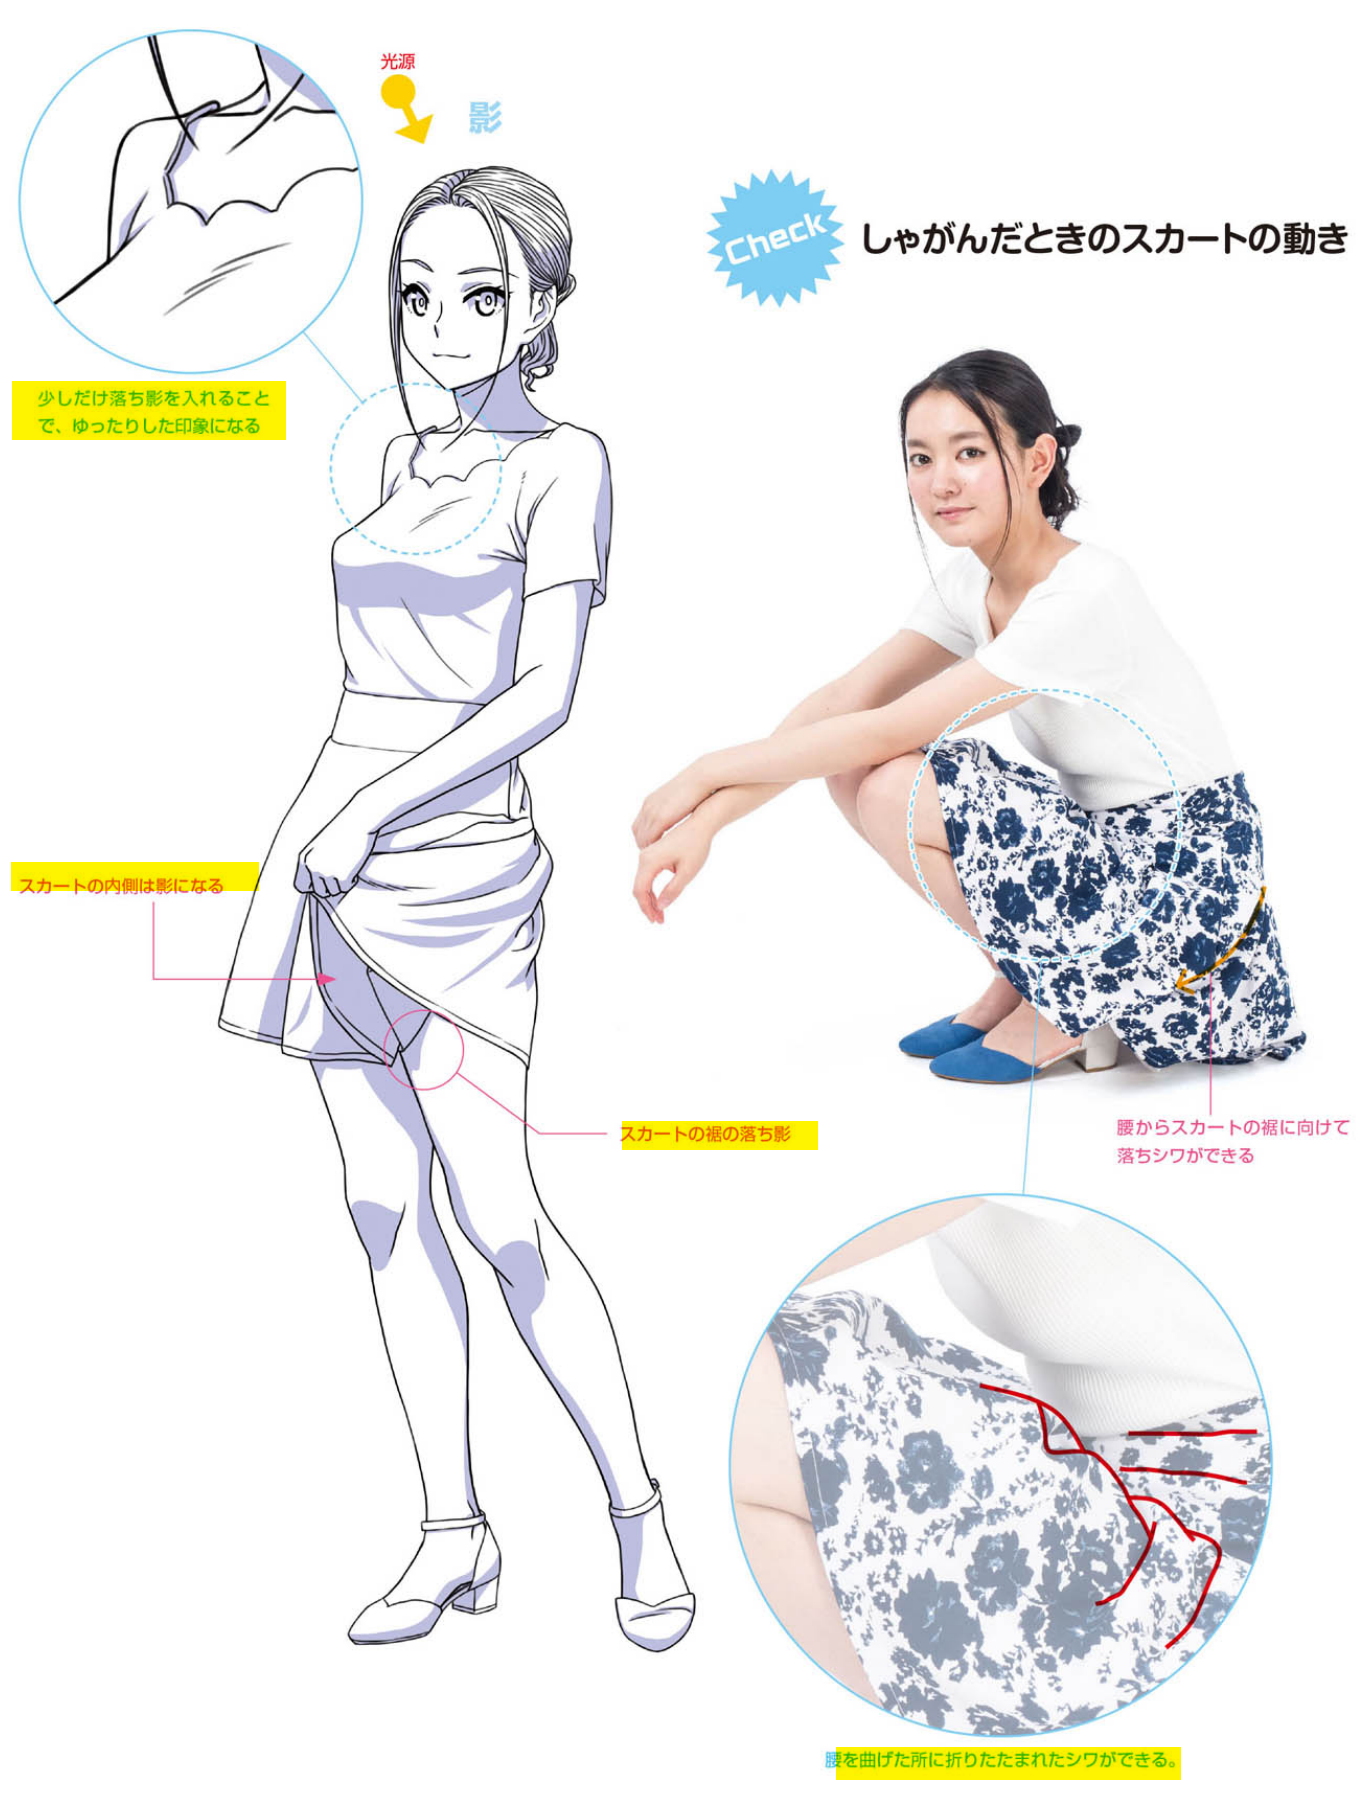 光源
影
少しだけ落ち影を入れること
で、ゆったりした印象になる
スカートの内側は影になる
スカートの裾の落ち影
Check
しゃがんだときのスカートの動き
腰からスカートの裾に向けて
落ちシワができる
腰を曲げた所に折りたたまれたシワができる。